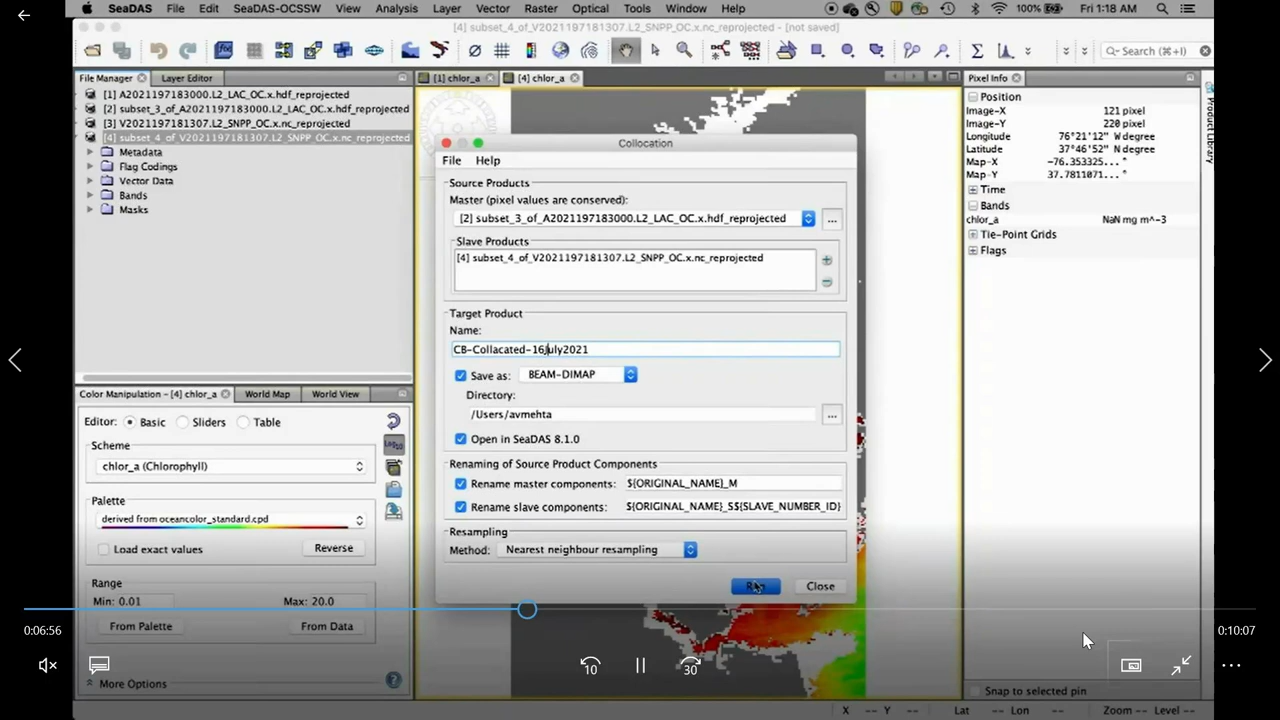 SeaDAS File Edit SeaDAS-OCSSW View Analysis Layer Vector Raster Optical Tools Window Help 100% Fri 1:18 AM
[4] subset_4_of_V2021197181307.L2_SNPP_OC.x.nc_reprojected - [not saved]
Search (⌘+I)
File Manager Layer Editor
[1] chlor_a [4] chlor_a
Pixel Info
[1] A2021197183000.L2_LAC_OC.x.hdf_reprojected
[2] subset_3_of_A2021197183000.L2_LAC_OC.x.hdf_reprojected
[3] V2021197181307.L2_SNPP_OC.x.nc_reprojected
[4] subset_4_of_V2021197181307.L2_SNPP_OC.x.nc_reprojected
Metadata
Flag Codings
Vector Data
Bands
Masks
Collocation
File Help
Source Products
Master (pixel values are conserved):
[2] subset_3_of_A2021197183000.L2_LAC_OC.x.hdf_reprojected
...
Slave Products
[4] subset_4_of_V2021197181307.L2_SNPP_OC.x.nc_reprojected
Target Product
Name:
CB-Collacated-16July2021
Save as: BEAM-DIMAP
Directory:
/Users/avmehta
...
Open in SeaDAS 8.1.0
Renaming of Source Product Components
Rename master components: ${ORIGINAL_NAME}_M
Rename slave components: ${ORIGINAL_NAME}_S${SLAVE_NUMBER_ID}
Resampling
Method: Nearest neighbour resampling
Run Close
Position
Image-X 121 pixel
Image-Y 220 pixel
Longitude 76°21'12" W degree
Latitude 37°46'52" N degree
Map-X -76.353325... °
Map-Y 37.7811071... °
Time
Bands
chlor_a NaN mg m^-3
Tie-Point Grids
Flags
Product Library
Color Manipulation - [4] chlor_a World Map World View
Editor: Basic Sliders Table
Scheme
chlor_a (Chlorophyll)
Palette
derived from oceancolor_standard.cpd
Load exact values Reverse
Range
Min: 0.01 Max: 20.0
From Palette From Data
More Options
Snap to selected pin
X -- Y -- Lat -- Lon -- Zoom -- Level --
0:06:56
0:10:07
10
30